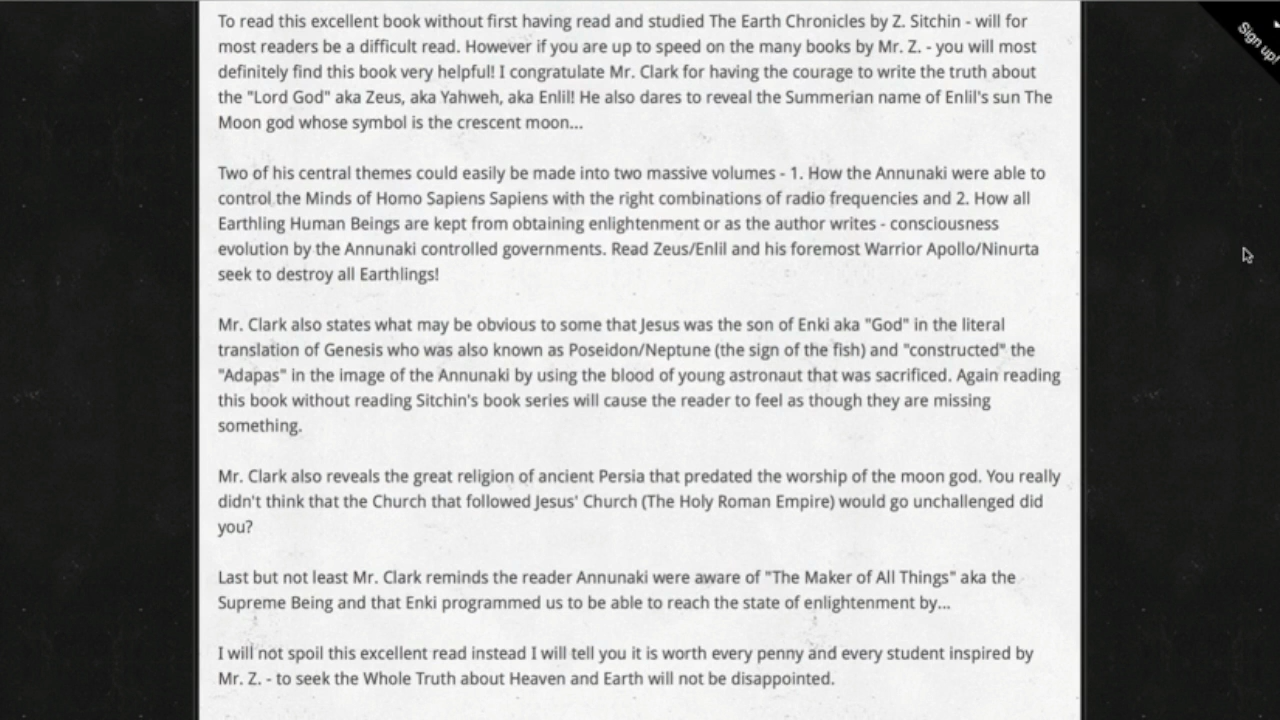 To read this excellent book without first having read and studied The Earth Chronicles by Z. Sitchin - will for
most readers be a difficult read. However if you are up to speed on the many books by Mr. Z. - you will most
definitely find this book very helpful! I congratulate Mr. Clark for having the courage to write the truth about
the "Lord God" aka Zeus, aka Yahweh, aka Enlil! He also dares to reveal the Summerian name of Enlil's sun The
Moon god whose symbol is the crescent moon...
Two of his central themes could easily be made into two massive volumes - 1. How the Annunaki were able to
control the Minds of Homo Sapiens Sapiens with the right combinations of radio frequencies and 2. How all
Earthling Human Beings are kept from obtaining enlightenment or as the author writes - consciousness
evolution by the Annunaki controlled governments. Read Zeus/Enlil and his foremost Warrior Apollo/Ninurta
seek to destroy all Earthlings!
Mr. Clark also states what may be obvious to some that Jesus was the son of Enki aka "God" in the literal
translation of Genesis who was also known as Poseidon/Neptune (the sign of the fish) and "constructed" the
"Adapas" in the image of the Annunaki by using the blood of young astronaut that was sacrificed. Again reading
this book without reading Sitchin's book series will cause the reader to feel as though they are missing
something.
Mr. Clark also reveals the great religion of ancient Persia that predated the worship of the moon god. You really
didn't think that the Church that followed Jesus' Church (The Holy Roman Empire) would go unchallenged did
you?
Last but not least Mr. Clark reminds the reader Annunaki were aware of "The Maker of All Things" aka the
Supreme Being and that Enki programmed us to be able to reach the state of enlightenment by...
I will not spoil this excellent read instead I will tell you it is worth every penny and every student inspired by
Mr. Z. - to seek the Whole Truth about Heaven and Earth will not be disappointed.
Sign up!